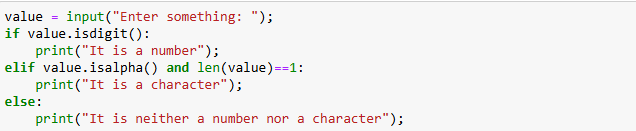 value = input("Enter something: ");
if value.isdigit():
    print("It is a number");
elif value.isalpha() and len(value)==1:
    print("It is a character");
else:
    print("It is neither a number nor a character");